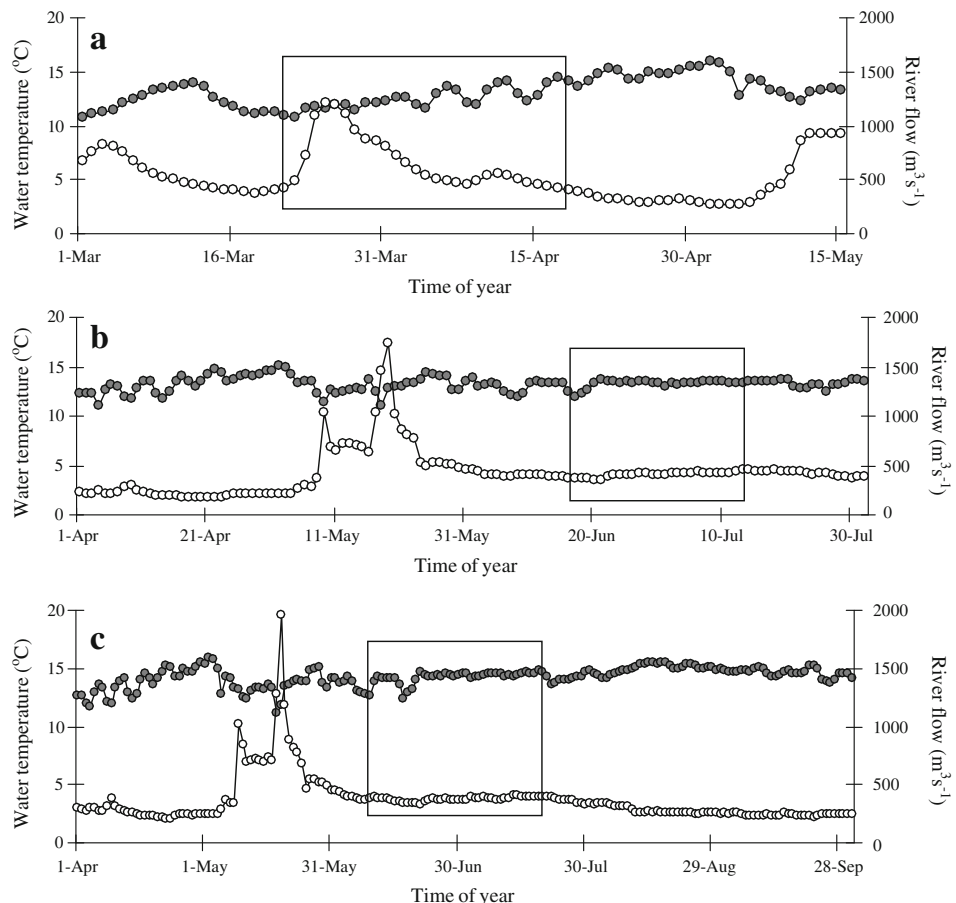 a
Water temperature (°C)
20
15
10
5
0
2000
1500
1000
500
0
River flow (m³s⁻¹)
1-Mar 16-Mar 31-Mar 15-Apr 30-Apr 15-May
Time of year
b
Water temperature (°C)
20
15
10
5
0
2000
1500
1000
500
0
River flow (m³s⁻¹)
1-Apr 21-Apr 11-May 31-May 20-Jun 10-Jul 30-Jul
Time of year
c
Water temperature (°C)
20
15
10
5
0
2000
1500
1000
500
0
River flow (m³s⁻¹)
1-Apr 1-May 31-May 30-Jun 30-Jul 29-Aug 28-Sep
Time of year